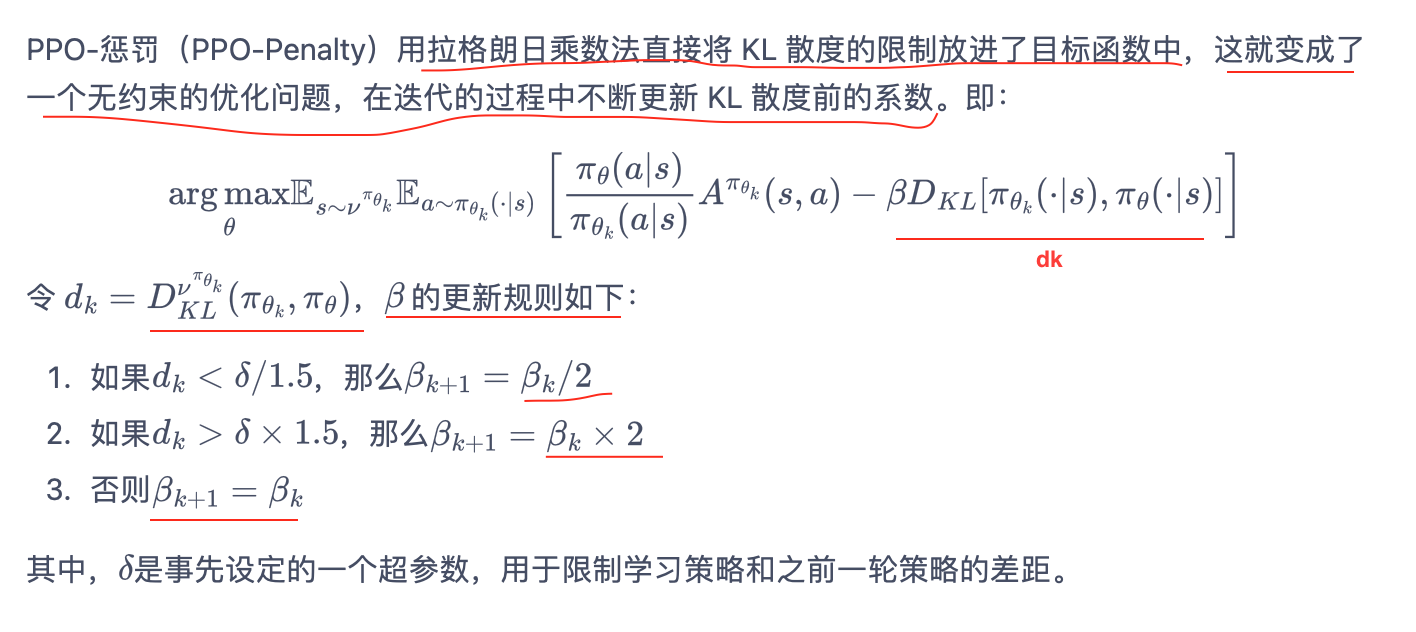 PPO-惩罚（PPO-Penalty）用拉格朗日乘数法直接将 KL 散度的限制放进了目标函数中，这就变成了
一个无约束的优化问题，在迭代的过程中不断更新 KL 散度前的系数。即：
$\underset{\theta}{\arg\max} \mathbb{E}_{s \sim \nu^{\pi_{\theta_k}}} \mathbb{E}_{a \sim \pi_{\theta_k}(\cdot|s)} \left[ \frac{\pi_\theta(a|s)}{\pi_{\theta_k}(a|s)} A^{\pi_{\theta_k}}(s,a) - \beta D_{KL}[\pi_{\theta_k}(\cdot|s), \pi_\theta(\cdot|s)] \right]$
dk
令 $d_k = D_{KL}^{\nu^{\pi_{\theta_k}}}(\pi_{\theta_k}, \pi_\theta)$，$\beta$ 的更新规则如下：
1. 如果$d_k < \delta/1.5$，那么$\beta_{k+1} = \beta_k/2$
2. 如果$d_k > \delta \times 1.5$，那么$\beta_{k+1} = \beta_k \times 2$
3. 否则$\beta_{k+1} = \beta_k$
其中，$\delta$是事先设定的一个超参数，用于限制学习策略和之前一轮策略的差距。